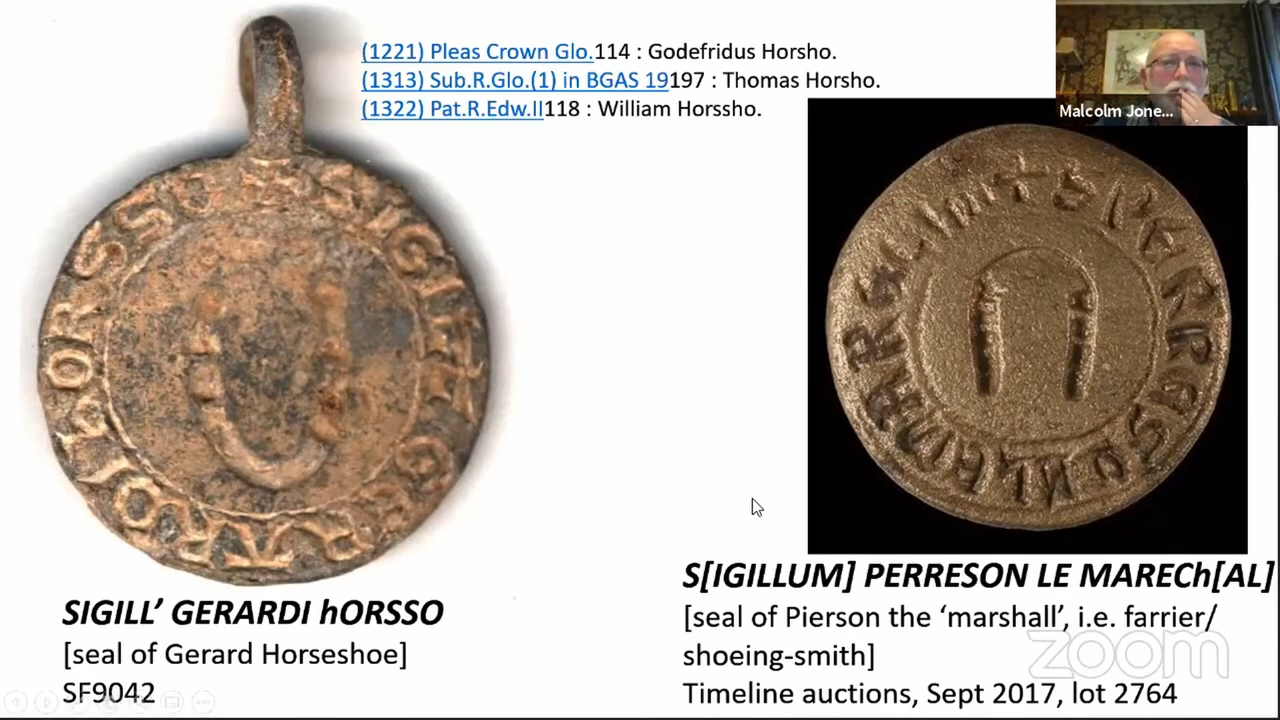 (1221) Pleas Crown Glo.114 : Godefridus Horsho.
(1313) Sub.R.Glo.(1) in BGAS 19197 : Thomas Horsho.
(1322) Pat.R.Edw.II118 : William Horssho.
Malcolm Jone...
SIGILL’ GERARDI hORSSO
[seal of Gerard Horseshoe]
SF9042
S[IGILLUM] PERRESON LE MARECh[AL]
[seal of Pierson the ‘marshall’, i.e. farrier/
shoeing-smith]
Timeline auctions, Sept 2017, lot 2764
zoom